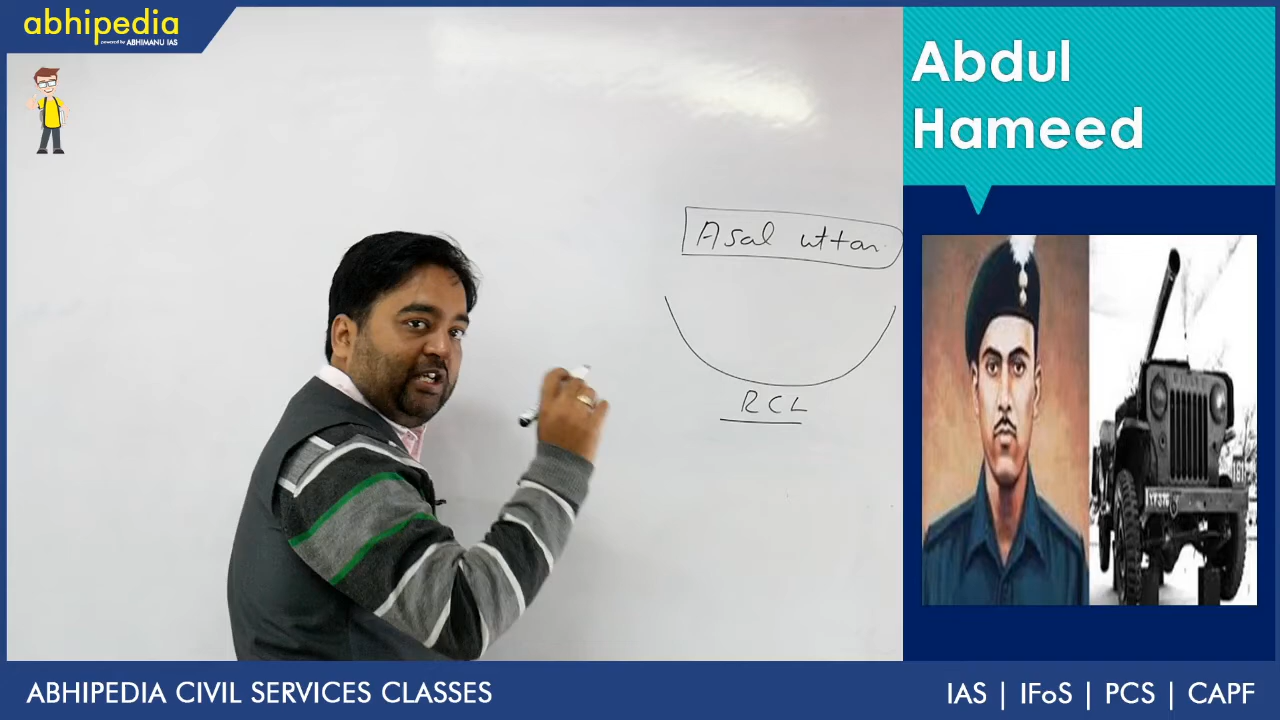 abhipedia
powered by ABHIMANU IAS
Abdul
Hameed
Asal uttar
RCL
ABHIPEDIA CIVIL SERVICES CLASSES
IAS | IFoS | PCS | CAPF